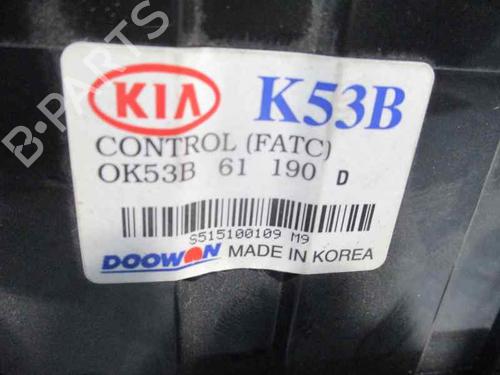 B-PARTS
KIA K53B
CONTROL (FATC)
OK53B 61 190 D
S515100109 M9
DOOWON MADE IN KOREA